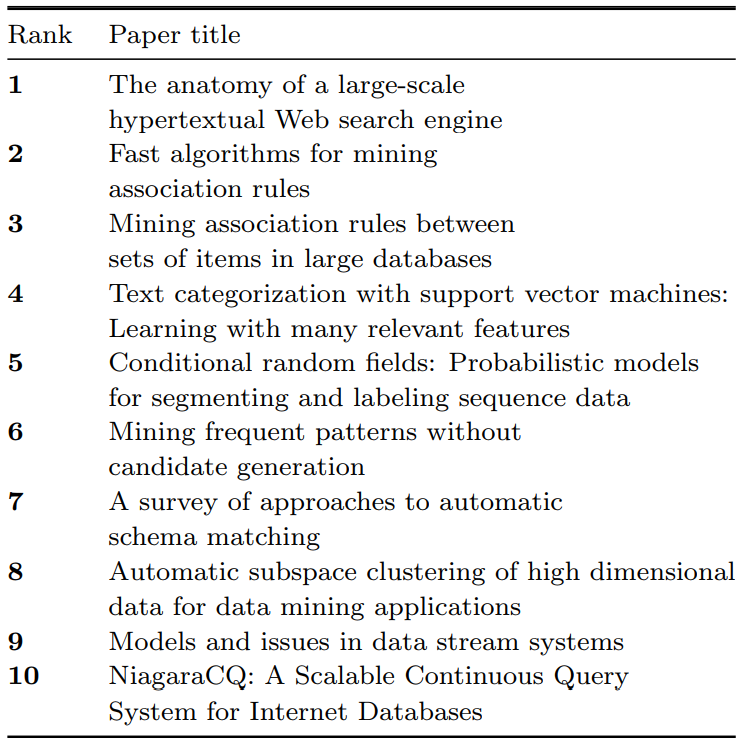 Rank Paper title
1 The anatomy of a large-scale
hypertextual Web search engine
2 Fast algorithms for mining
association rules
3 Mining association rules between
sets of items in large databases
4 Text categorization with support vector machines:
Learning with many relevant features
5 Conditional random fields: Probabilistic models
for segmenting and labeling sequence data
6 Mining frequent patterns without
candidate generation
7 A survey of approaches to automatic
schema matching
8 Automatic subspace clustering of high dimensional
data for data mining applications
9 Models and issues in data stream systems
10 NiagaraCQ: A Scalable Continuous Query
System for Internet Databases